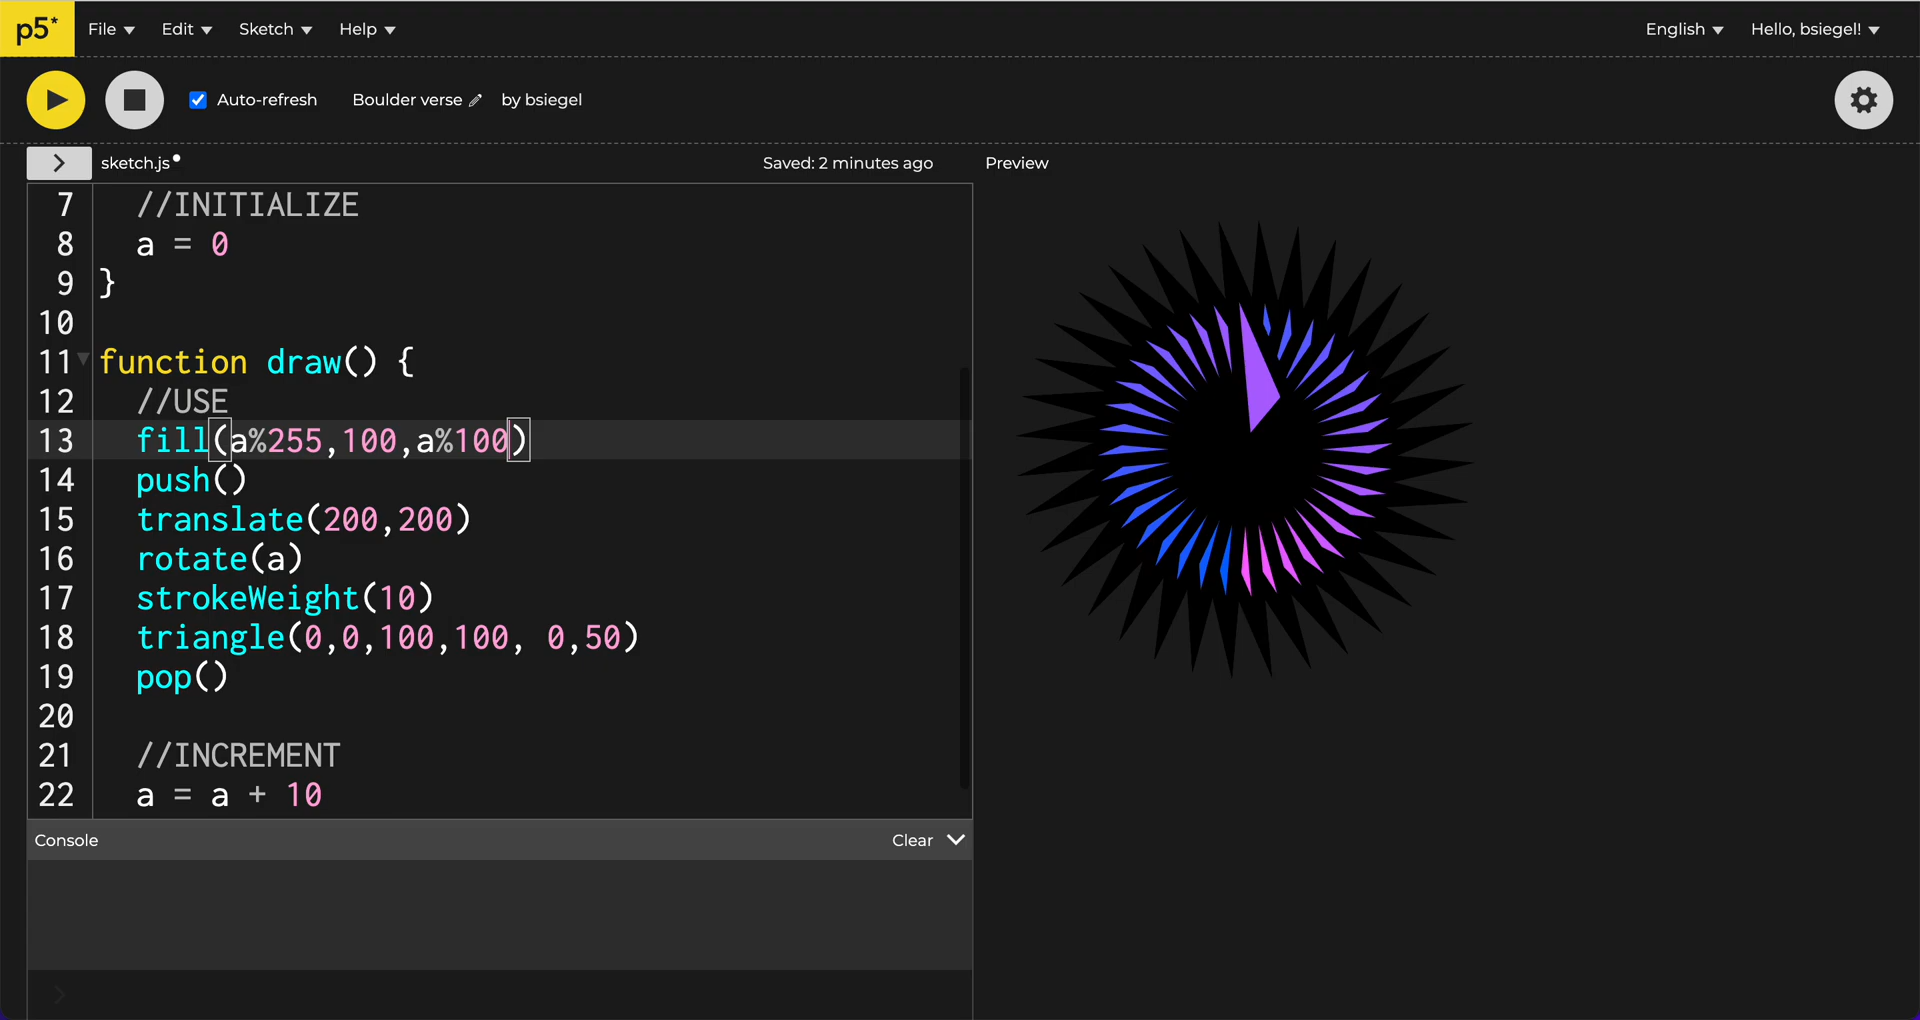 p5* File Edit Sketch Help English Hello, bsiegel!
Auto-refresh Boulder verse by bsiegel
> sketch.js Saved: 2 minutes ago Preview
7 //INITIALIZE
8 a = 0
9 }
10
11 function draw() {
12 //USE
13 fill(a%255,100,a%100)
14 push()
15 translate(200,200)
16 rotate(a)
17 strokeWeight(10)
18 triangle(0,0,100,100, 0,50)
19 pop()
20
21 //INCREMENT
22 a = a + 10
Console Clear
>